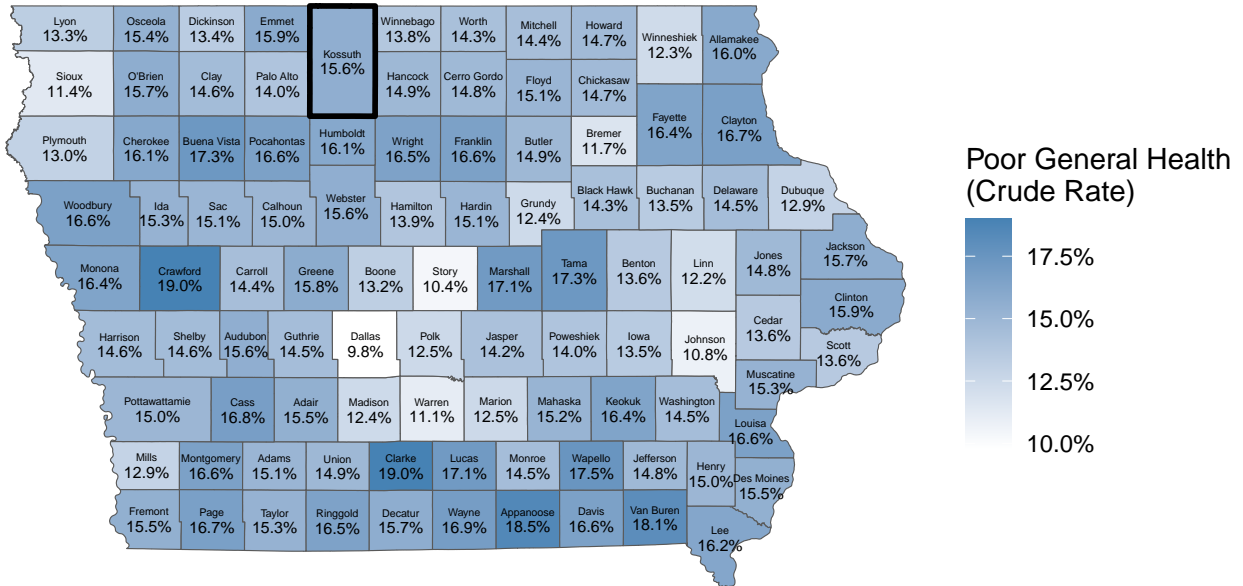 Lyon
13.3%
Osceola
15.4%
Dickinson
13.4%
Emmet
15.9%
Kossuth
15.6%
Winnebago
13.8%
Worth
14.3%
Mitchell
14.4%
Howard
14.7%
Winneshiek
12.3%
Allamakee
16.0%
Sioux
11.4%
O'Brien
15.7%
Clay
14.6%
Palo Alto
14.0%
Hancock
14.9%
Cerro Gordo
14.8%
Floyd
15.1%
Chickasaw
14.7%
Fayette
16.4%
Clayton
16.7%
Plymouth
13.0%
Cherokee
16.1%
Buena Vista
17.3%
Pocahontas
16.6%
Humboldt
16.1%
Wright
16.5%
Franklin
16.6%
Butler
14.9%
Bremer
11.7%
Woodbury
16.6%
Ida
15.3%
Sac
15.1%
Calhoun
15.0%
Webster
15.6%
Hamilton
13.9%
Hardin
15.1%
Grundy
12.4%
Black Hawk
14.3%
Buchanan
13.5%
Delaware
14.5%
Dubuque
12.9%
Monona
16.4%
Crawford
19.0%
Carroll
14.4%
Greene
15.8%
Boone
13.2%
Story
10.4%
Marshall
17.1%
Tama
17.3%
Benton
13.6%
Linn
12.2%
Jones
14.8%
Jackson
15.7%
Clinton
15.9%
Harrison
14.6%
Shelby
14.6%
Audubon
15.6%
Guthrie
14.5%
Dallas
9.8%
Polk
12.5%
Jasper
14.2%
Poweshiek
14.0%
Iowa
13.5%
Johnson
10.8%
Cedar
13.6%
Scott
13.6%
Muscatine
15.3%
Pottawattamie
15.0%
Cass
16.8%
Adair
15.5%
Madison
12.4%
Warren
11.1%
Marion
12.5%
Mahaska
15.2%
Keokuk
16.4%
Washington
14.5%
Louisa
16.6%
Mills
12.9%
Montgomery
16.6%
Adams
15.1%
Union
14.9%
Clarke
19.0%
Lucas
17.1%
Monroe
14.5%
Wapello
17.5%
Jefferson
14.8%
Henry
15.0%
Des Moines
15.5%
Fremont
15.5%
Page
16.7%
Taylor
15.3%
Ringgold
16.5%
Decatur
15.7%
Wayne
16.9%
Appanoose
18.5%
Davis
16.6%
Van Buren
18.1%
Lee
16.2%
Poor General Health
(Crude Rate)
17.5%
15.0%
12.5%
10.0%